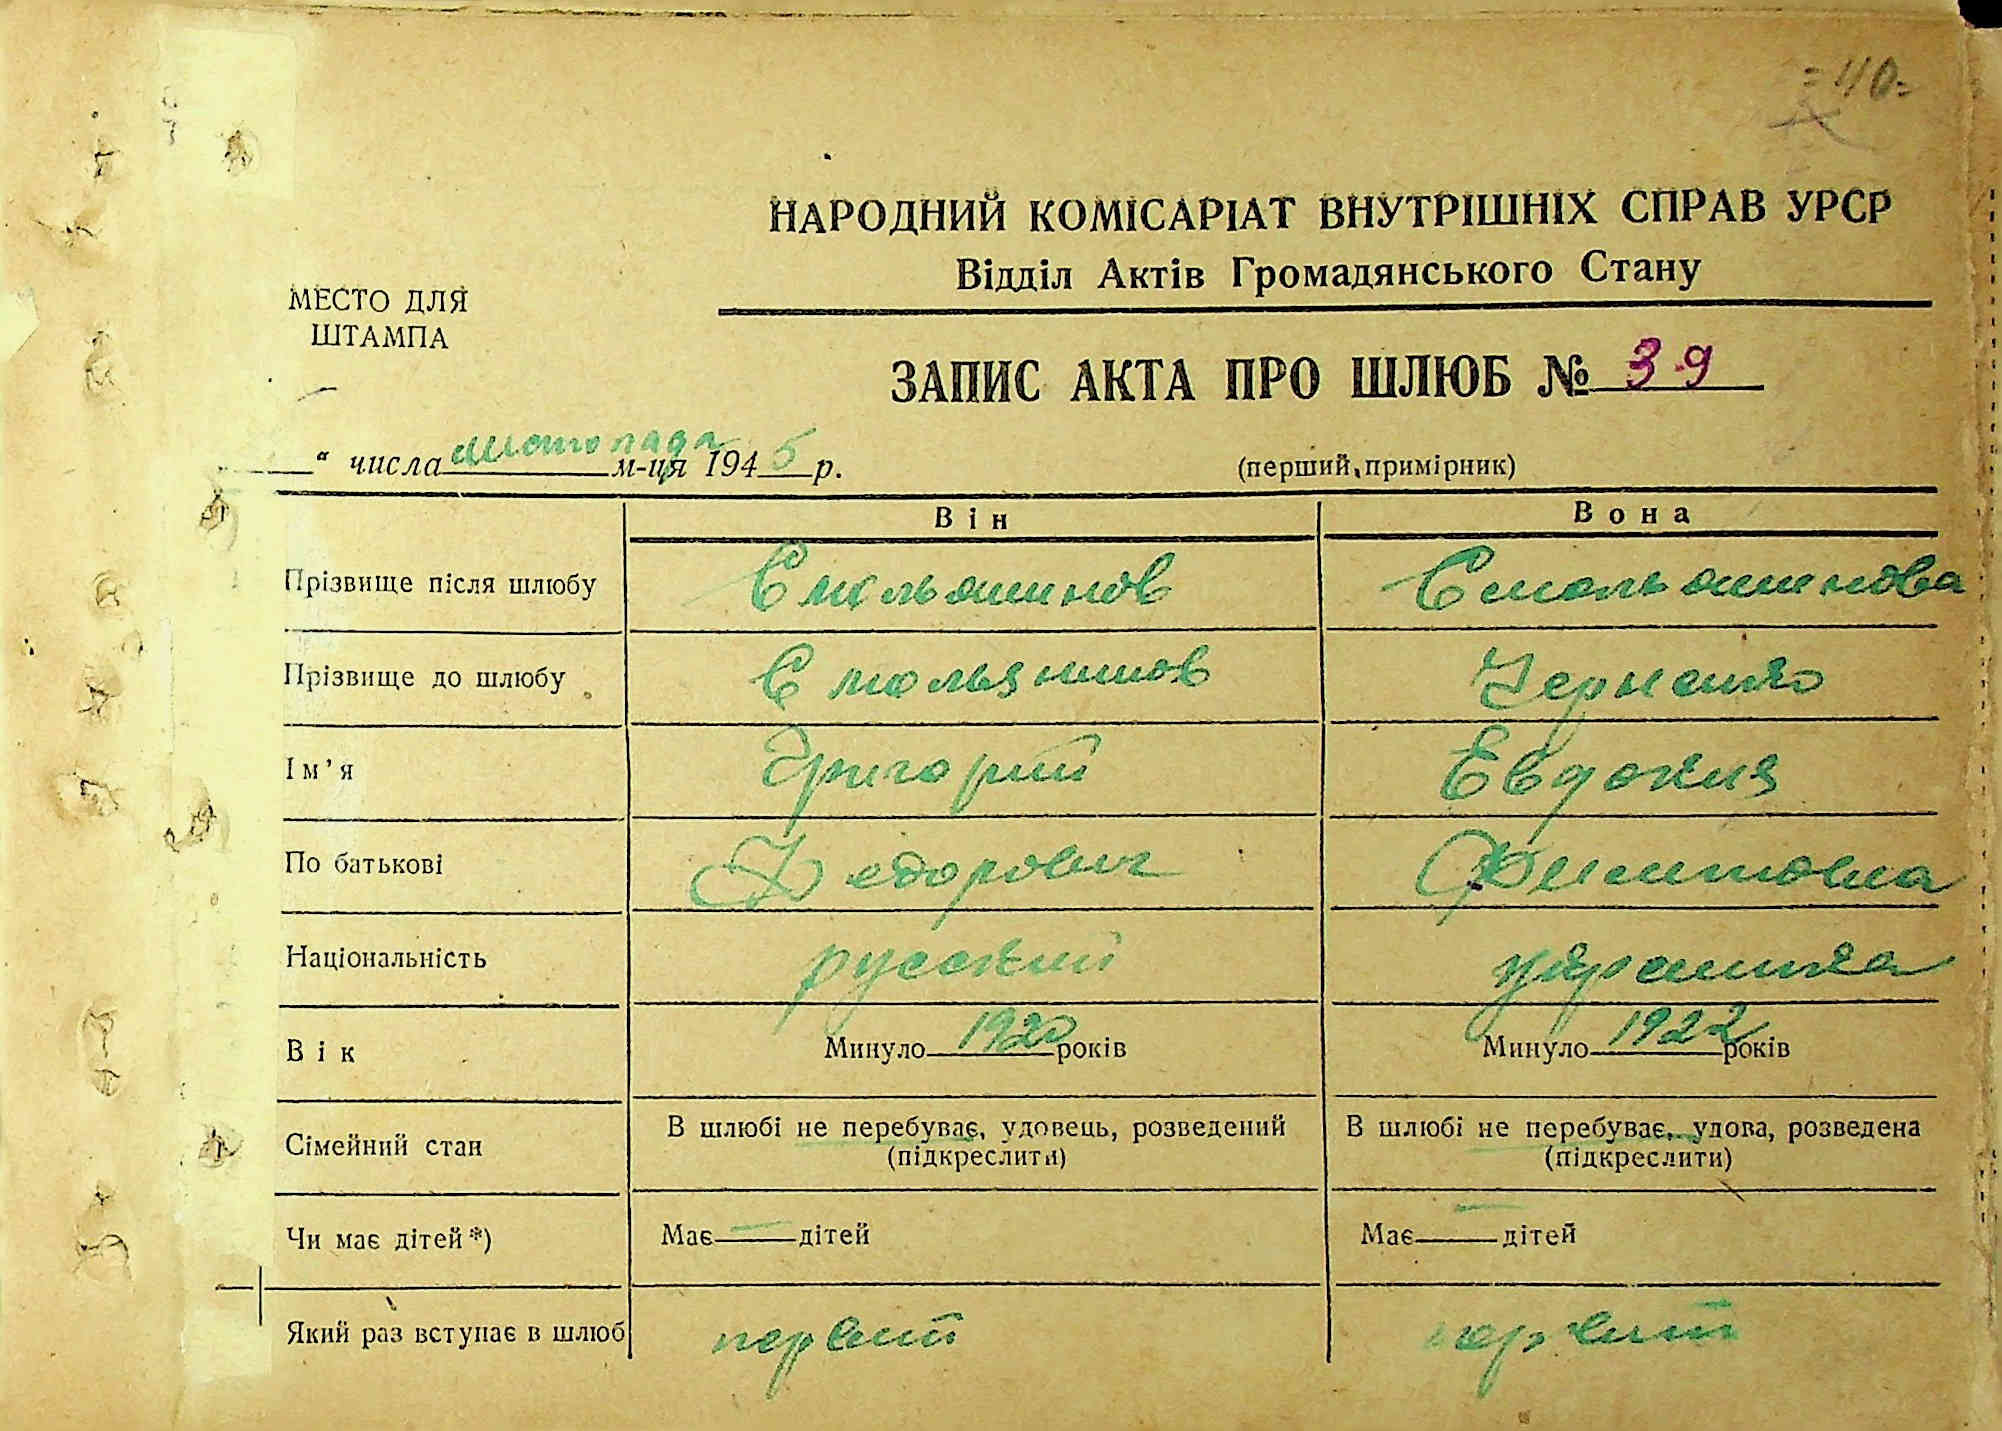 =40=
НАРОДНИЙ КОМІСАРІАТ ВНУТРІШНІХ СПРАВ УРСР
Відділ Актів Громадянського Стану
МЕСТО ДЛЯ
ШТАМПА
ЗАПИС АКТА ПРО ШЛЮБ № 39
" числа листопада м-ця 1945 р.
(перший примірник)
Він Вона
Прізвище після шлюбу Смольянинов Смольянинова
Прізвище до шлюбу Смольянинов Черненко
Ім'я Григорий Евдокия
По батькові Федорович
Національність русский украинка
Вік Минуло 1920 років Минуло 1922 років
Сімейний стан В шлюбі не перебуває, удовець, розведений В шлюбі не перебуває, удова, розведена
(підкреслити) (підкреслити)
Чи має дітей *) Має — дітей Має — дітей
Який раз вступає в шлюб первий первий